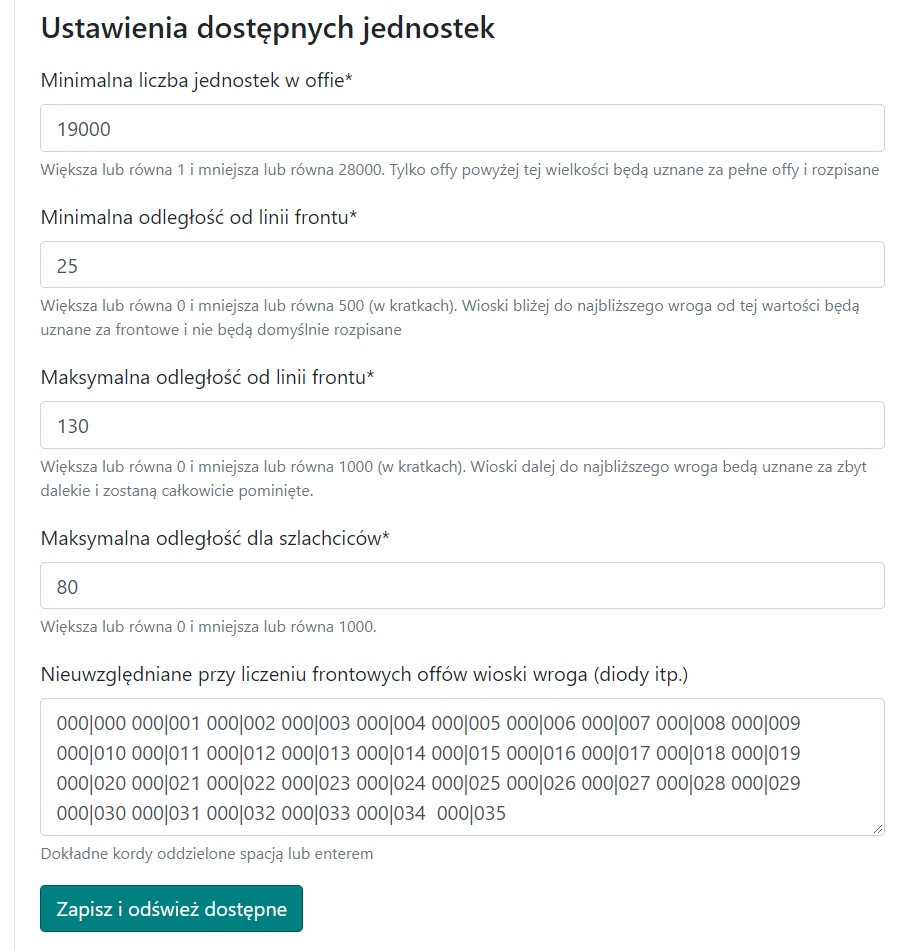 Ustawienia dostępnych jednostek
Minimalna liczba jednostek w offie*
19000
Większa lub równa 1 i mniejsza lub równa 28000. Tylko offy powyżej tej wielkości będą uznane za pełne offy i rozpisane
Minimalna odległość od linii frontu*
25
Większa lub równa 0 i mniejsza lub równa 500 (w kratkach). Wioski bliżej do najbliższego wroga od tej wartości będą
uznane za frontowe i nie będą domyślnie rozpisane
Maksymalna odległość od linii frontu*
130
Większa lub równa 0 i mniejsza lub równa 1000 (w kratkach). Wioski dalej do najbliższego wroga bedą uznane za zbyt
dalekie i zostaną całkowicie pominięte.
Maksymalna odległość dla szlachciców*
80
Większa lub równa 0 i mniejsza lub równa 1000.
Nieuwzględniane przy liczeniu frontowych offów wioski wroga (diody itp.)
000|000 000|001 000|002 000|003 000|004 000|005 000|006 000|007 000|008 000|009
000|010 000|011 000|012 000|013 000|014 000|015 000|016 000|017 000|018 000|019
000|020 000|021 000|022 000|023 000|024 000|025 000|026 000|027 000|028 000|029
000|030 000|031 000|032 000|033 000|034  000|035
Dokładne kordy oddzielone spacją lub enterem
Zapisz i odśwież dostępne